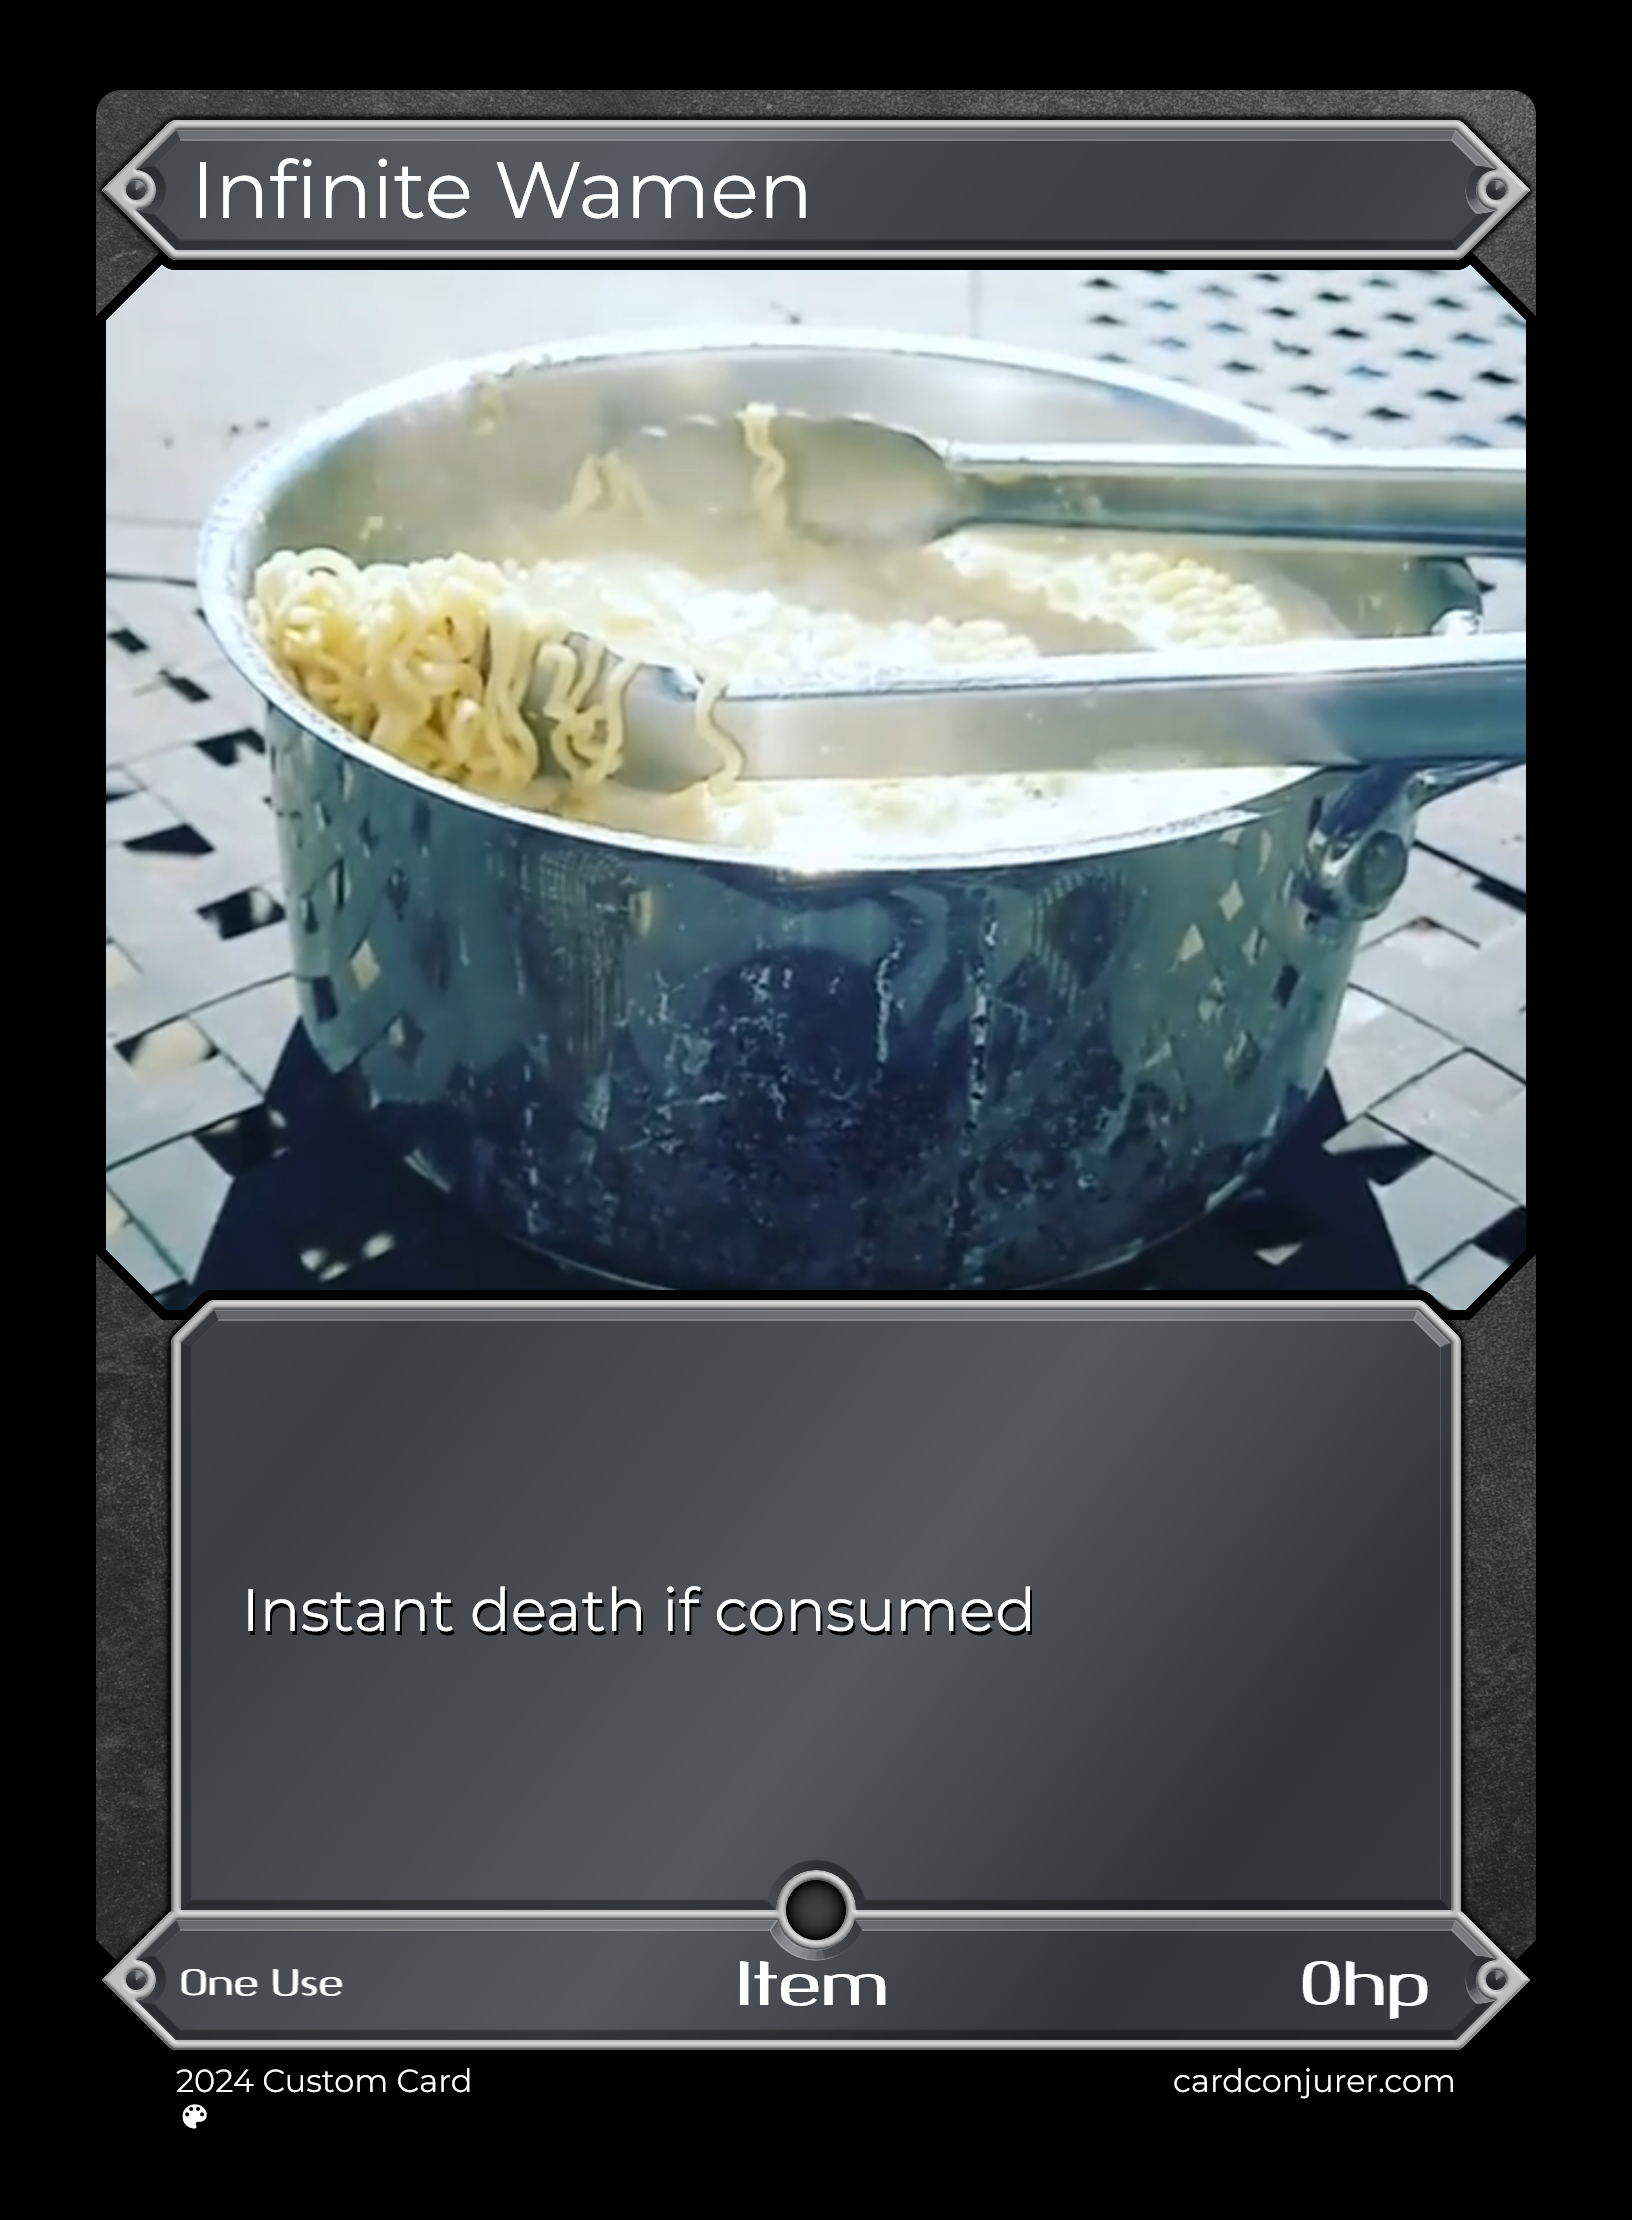 Infinite Wamen
Instant death if consumed
One Use
Item
0hp
2024 Custom Card
cardconjurer.com